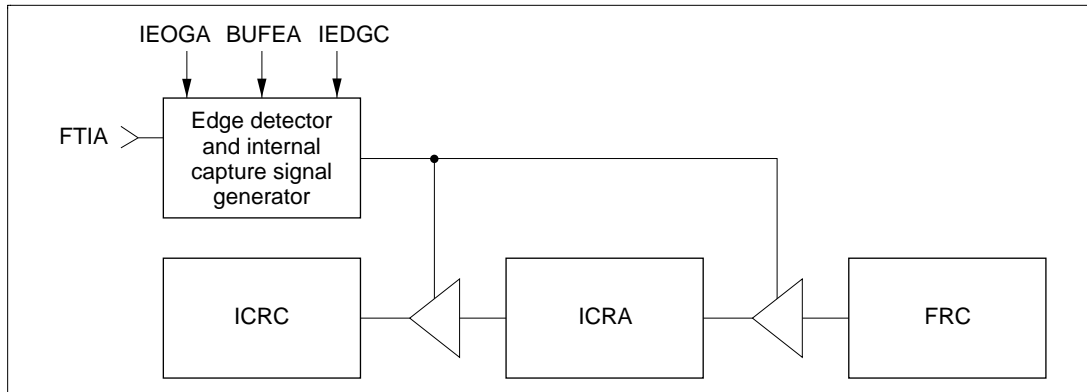 IEOGA BUFEA IEDGC
FTIA
Edge detector
and internal
capture signal
generator
ICRC
ICRA
FRC